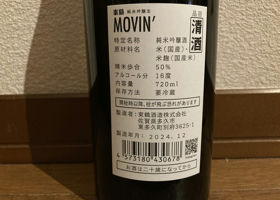 東鶴 純米吟醸生
MOVIN'
品目
清酒
特定名称 純米吟醸酒
原材料名 米(国産)・
米麹(国産米)
精米歩合 50%
アルコール分 16度
内容量 720ml
保存方法 要冷蔵
開栓時は噴出、栓が飛ぶ恐れがあります
製造者:東鶴酒造株式会社
佐賀県多久市
東多久町別府3625-1
製造年月:2024.12
4573180430678
お酒は二十歳になってから